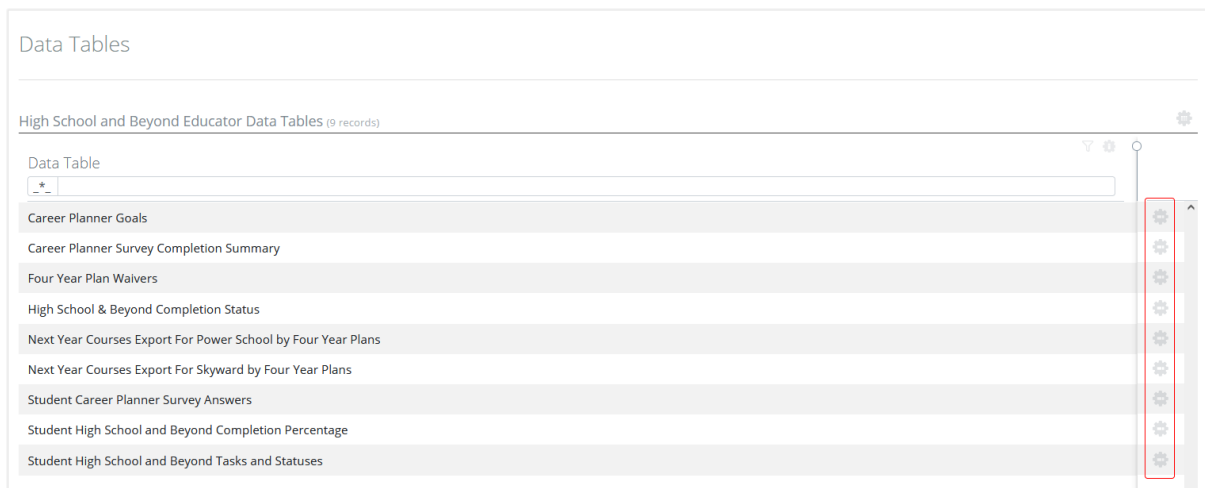 Data Tables
High School and Beyond Educator Data Tables (9 records)
Data Table
_*_
Career Planner Goals
Career Planner Survey Completion Summary
Four Year Plan Waivers
High School & Beyond Completion Status
Next Year Courses Export For Power School by Four Year Plans
Next Year Courses Export For Skyward by Four Year Plans
Student Career Planner Survey Answers
Student High School and Beyond Completion Percentage
Student High School and Beyond Tasks and Statuses